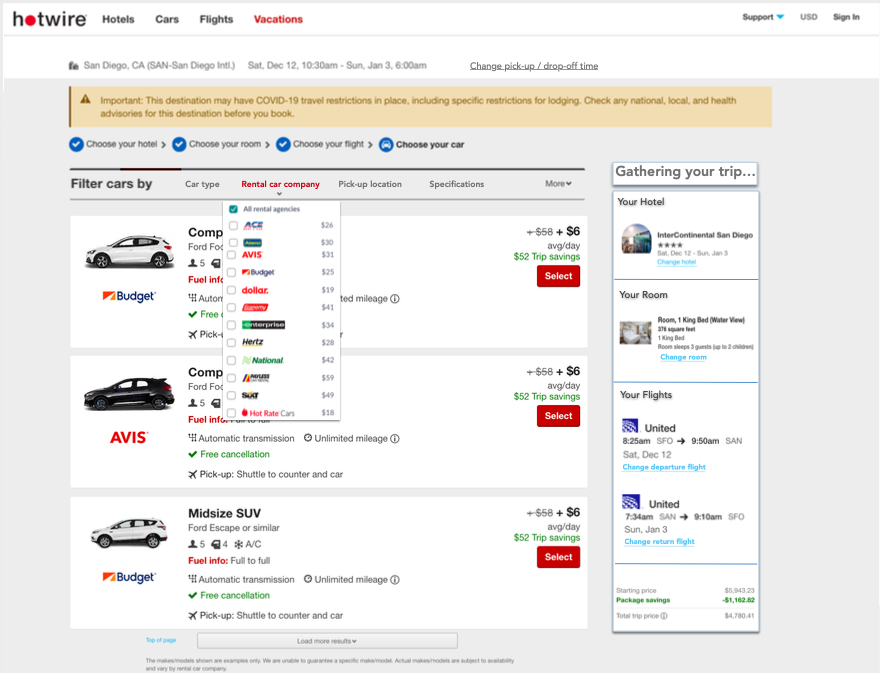 hotwire
Hotels Cars Flights Vacations
Support USD Sign In
San Diego, CA (SAN-San Diego Intl.) Sat, Dec 12, 10:30am - Sun, Jan 3, 6:00am Change pick-up / drop-off time
Important: This destination may have COVID-19 travel restrictions in place, including specific restrictions for lodging. Check any national, local, and health
advisories for this destination before you book.
Choose your hotel > Choose your room > Choose your flight > Choose your car
Filter cars by Car type Rental car company Pick-up location Specifications More
All rental agencies
ACE $26
$30
AVIS $31
Budget $25
dollar. $19
Economy $41
enterprise $34
Hertz $28
National. $42
PAYLESS $59
SIXT $49
Hot Rate Cars $18
Comp
Ford Foc
5
Fuel info
Autom ted mileage
Free c
Pick-u r
Budget
$58 + $6
avg/day
$52 Trip savings
Select
Comp
Ford Foc
5
Fuel info: Full to full
Automatic transmission Unlimited mileage
Free cancellation
Pick-up: Shuttle to counter and car
AVIS
$58 + $6
avg/day
$52 Trip savings
Select
Midsize SUV
Ford Escape or similar
5 4 A/C
Fuel info: Full to full
Automatic transmission Unlimited mileage
Free cancellation
Pick-up: Shuttle to counter and car
Budget
$58 + $6
avg/day
$52 Trip savings
Select
Top of page Load more results
The makes/models shown are examples only. We are unable to guarantee a specific make/model. Actual makes/models are subject to availability
and vary by rental car company.
Gathering your trip...
Your Hotel
InterContinental San Diego
★★★★
Sat, Dec 12 - Sun, Jan 3
Change hotel
Your Room
Room, 1 King Bed (Water View)
376 square feet
1 King Bed
Room sleeps 3 guests (up to 2 children)
Change room
Your Flights
United
8:25am SFO → 9:50am SAN
Sat, Dec 12
Change departure flight
United
7:34am SAN → 9:10am SFO
Sun, Jan 3
Change return flight
Starting price $5,943.23
Package savings -$1,162.82
Total trip price $4,780.41